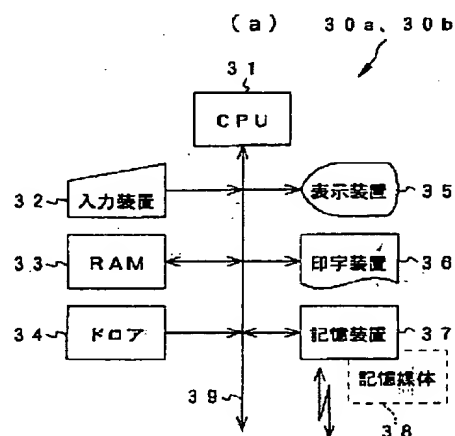 (a) 30a、30b
31
CPU
32 入力装置 表示装置 35
33 RAM 印字装置 36
34 ドロア 記憶装置 37
39 記憶媒体
38